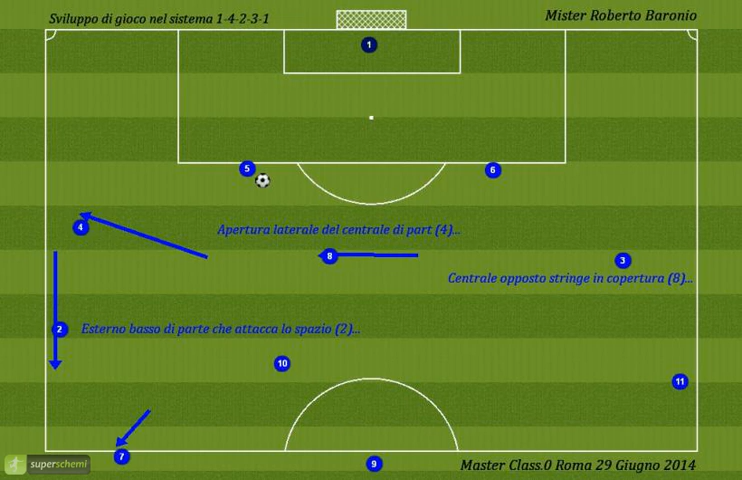 Sviluppo di gioco nel sistema 1-4-2-3-1
Mister Roberto Baronio
1
5
6
4
Apertura laterale del centrale di part (4)...
8
3
Centrale opposto stringe in copertura (8)...
2
Esterno basso di parte che attacca lo spazio (2)...
10
11
7
9
superschemi
Master Class.0 Roma 29 Giugno 2014